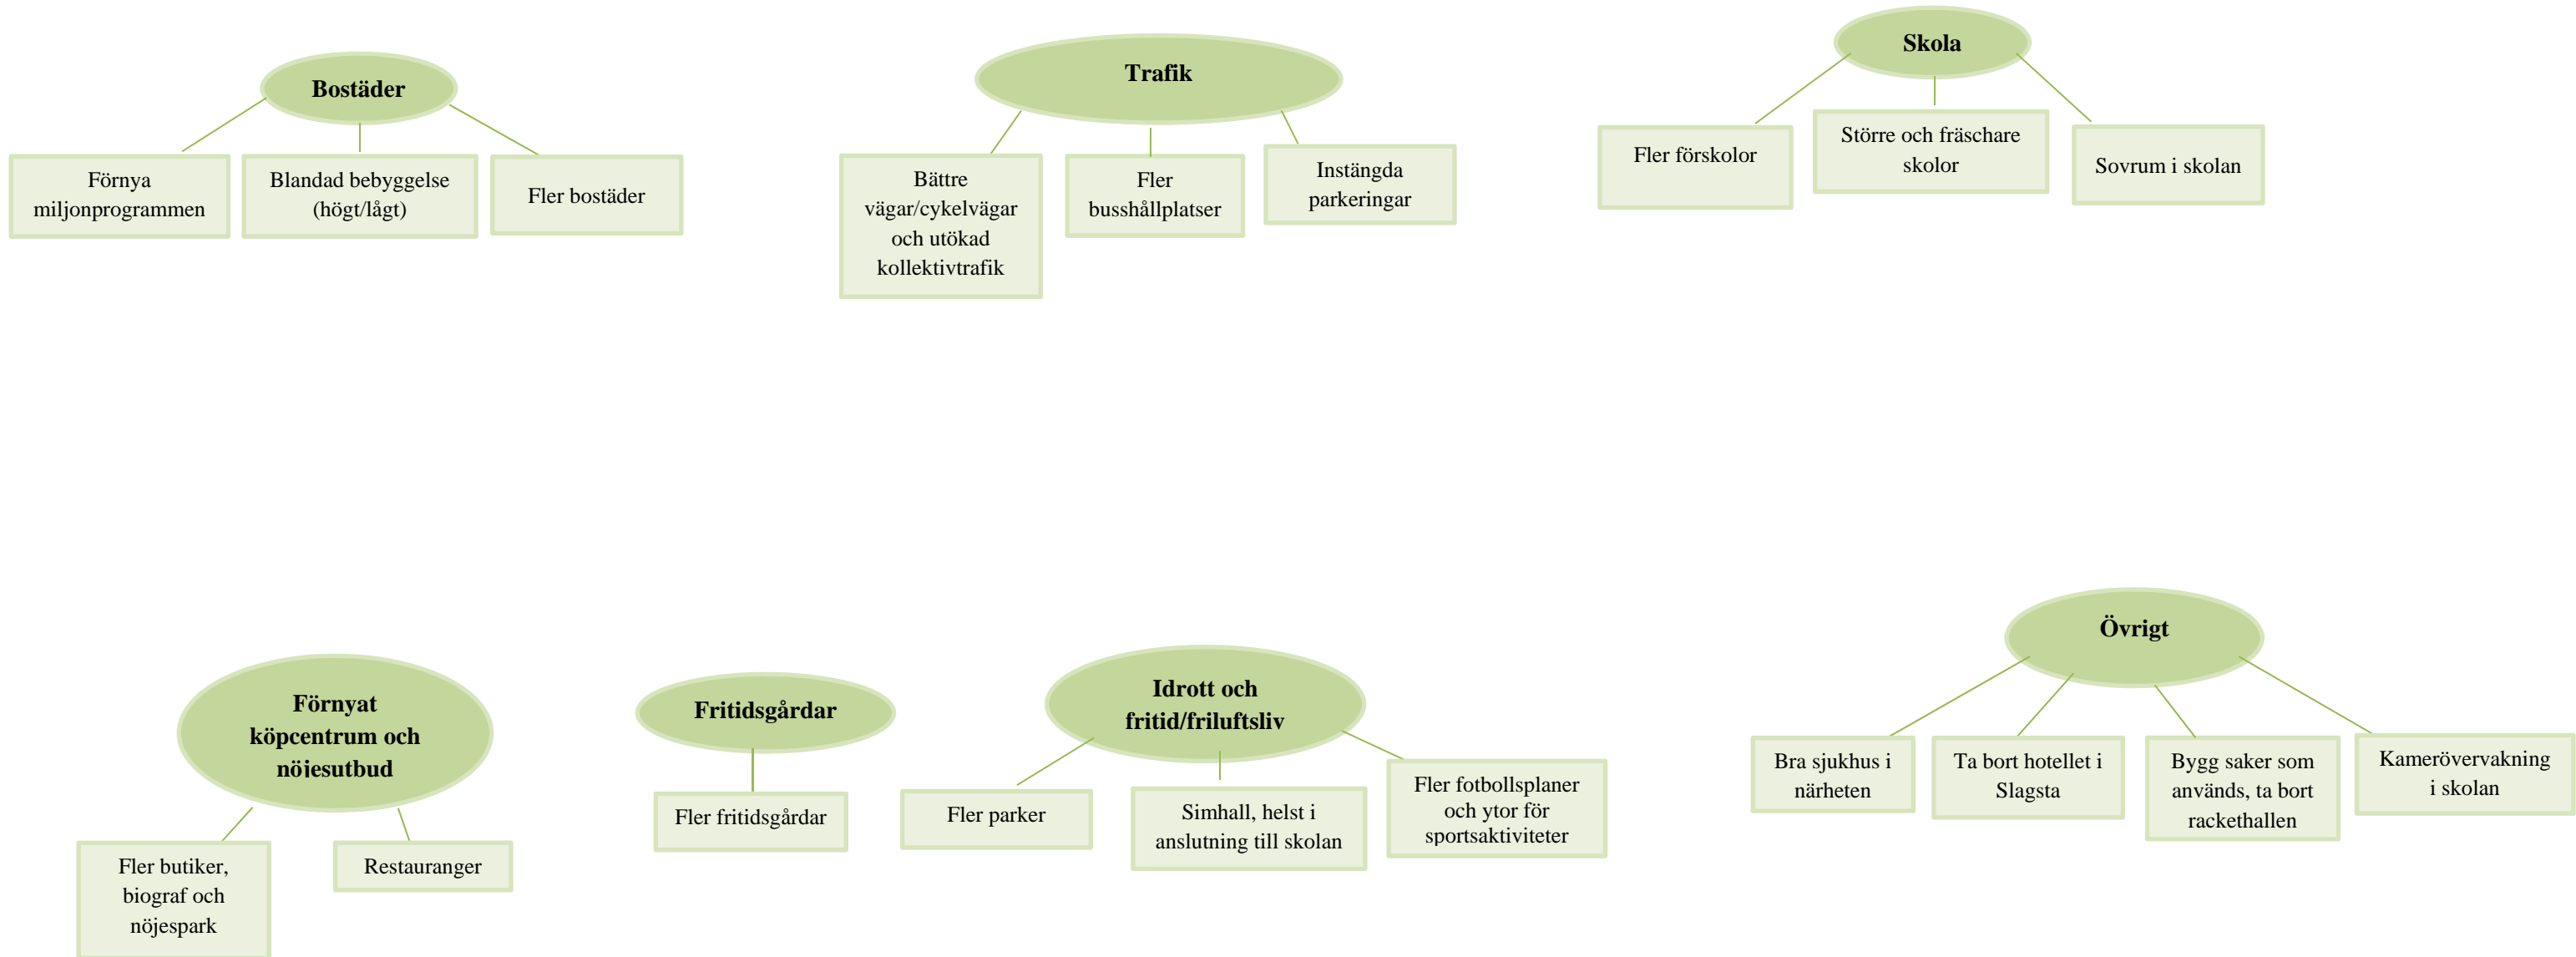 Bostäder
Förnya
miljonprogrammen
Blandad bebyggelse
(högt/lågt)
Fler bostäder
Trafik
Bättre
vägar/cykelvägar
och utökad
kollektivtrafik
Fler
busshållplatser
Instängda
parkeringar
Skola
Fler förskolor
Större och fräschare
skolor
Sovrum i skolan
Förnyat
köpcentrum och
nöjesutbud
Fler butiker,
biograf och
nöjespark
Restauranger
Fritidsgårdar
Fler fritidsgårdar
Idrott och
fritid/friluftsliv
Fler parker
Simhall, helst i
anslutning till skolan
Fler fotbollsplaner
och ytor för
sportsaktiviteter
Övrigt
Bra sjukhus i
närheten
Ta bort hotellet i
Slagsta
Bygg saker som
används, ta bort
rackethallen
Kamerövervakning
i skolan